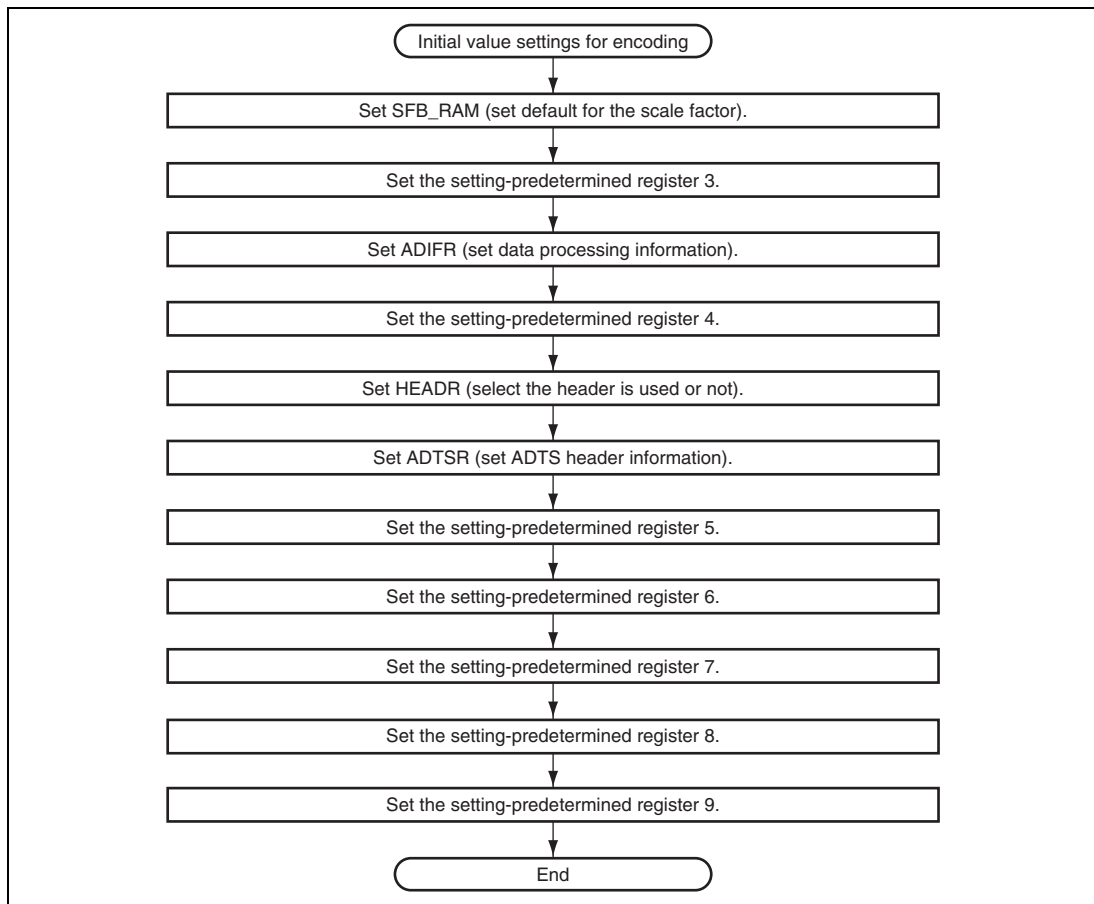 Initial value settings for encoding
Set SFB_RAM (set default for the scale factor).
Set the setting-predetermined register 3.
Set ADIFR (set data processing information).
Set the setting-predetermined register 4.
Set HEADR (select the header is used or not).
Set ADTSR (set ADTS header information).
Set the setting-predetermined register 5.
Set the setting-predetermined register 6.
Set the setting-predetermined register 7.
Set the setting-predetermined register 8.
Set the setting-predetermined register 9.
End